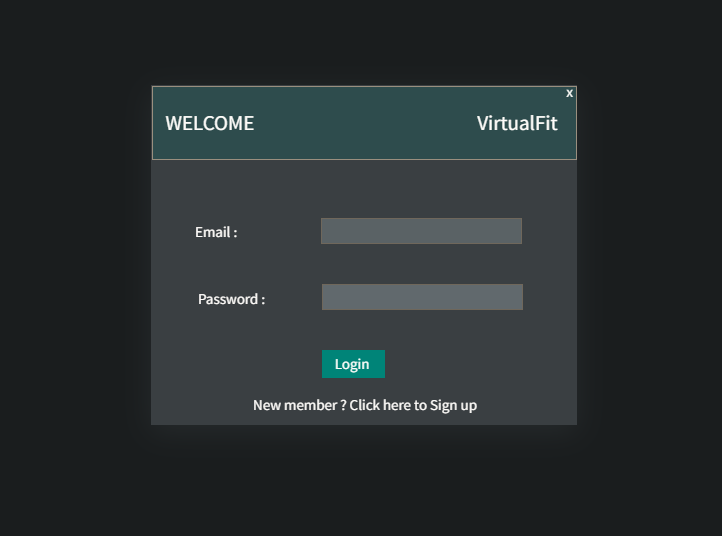 x
WELCOME VirtualFit
Email :
Password :
Login
New member ? Click here to Sign up